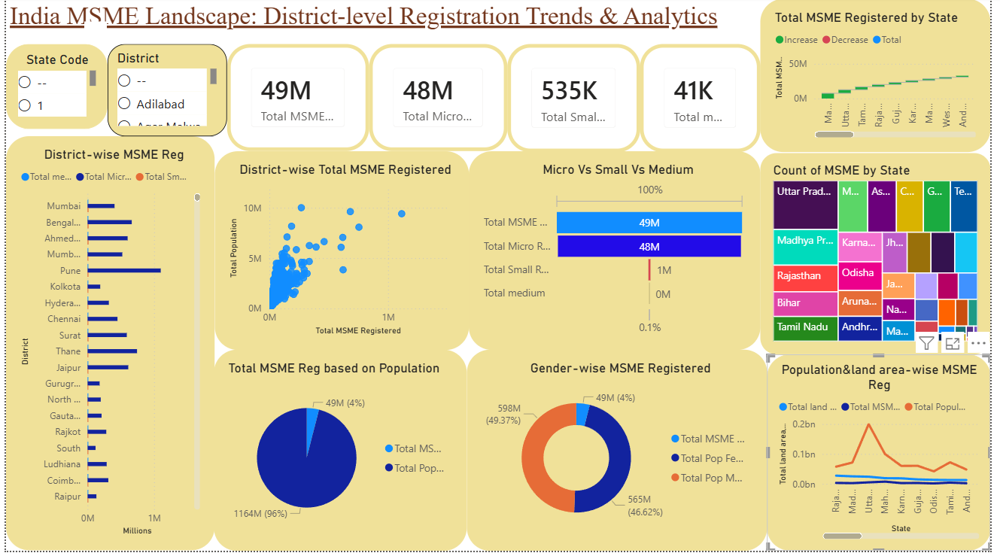 India MSME Landscape: District-level Registration Trends & Analytics
State Code
--
1
District
--
Adilabad
49M
Total MSME...
48M
Total Micro...
535K
Total Smal...
41K
Total m...
Total MSME Registered by State
Increase Decrease Total
Total MSM...
50M
0M
Ma...
Utta...
Tam...
Raja...
Guj...
Kar...
Ma...
Wes...
And...
District-wise MSME Reg
Total me... Total Micr... Total Sm...
District
Mumbai
Bengal...
Ahmed...
Mumb...
Pune
Kolkota
Hydera...
Chennai
Surat
Thane
Jaipur
Gurugr...
North ...
Gauta...
Rajkot
South
Ludhiana
Coimb...
Raipur
0M 1M
Millions
District-wise Total MSME Registered
Total Population
10M
5M
0M
0M 1M
Total MSME Registered
Micro Vs Small Vs Medium
100%
Total MSME ... 49M
Total Micro R... 48M
Total Small R... 1M
Total medium 0M
0.1%
Count of MSME by State
Uttar Prad...
M...
As...
C...
G...
Te...
Madhya Pr...
Karna...
Jh...
Rajasthan
Odisha
Ja...
Bihar
Aruna...
Na...
Tamil Nadu
Andhr...
Ma...
Total MSME Reg based on Population
49M (4%)
1164M (96%)
Total MS...
Total Pop...
Gender-wise MSME Registered
49M (4%)
598M
(49.37%)
565M
(46.62%)
Total MSME ...
Total Pop Fe...
Total Pop M...
Population&land area-wise MSME
Reg
Total land ... Total MSM... Total Popul...
Total land area...
0.2bn
0.1bn
0.0bn
Raja...
Mad...
Utta...
Mah...
Karn...
Guja...
Odis...
Tami...
And...
State